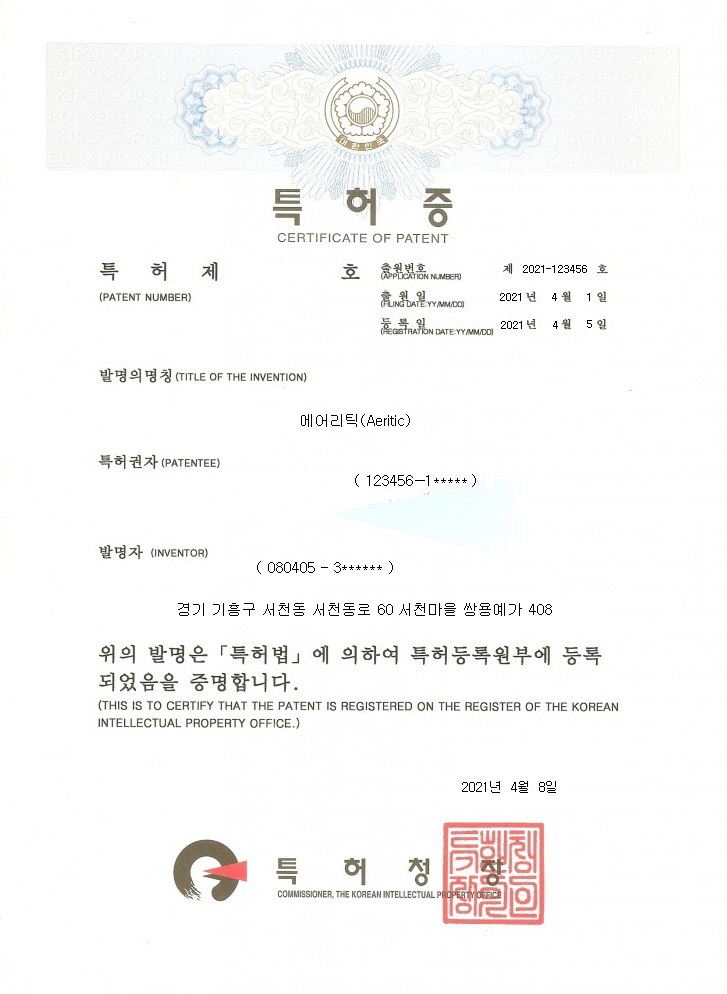 대한민국
특 허 증
CERTIFICATE OF PATENT
특 허 제 호
(PATENT NUMBER)
출원번호 제 2021-123456 호
(APPLICATION NUMBER)
출 원 일 2021년 4월 1일
(FILING DATE:YY/MM/DD)
등 록 일 2021년 4월 5일
(REGISTRATION DATE:YY/MM/DD)
발명의명칭 (TITLE OF THE INVENTION)
에어리틱(Aeritic)
특허권자 (PATENTEE)
( 123456-1***** )
발명자 (INVENTOR)
( 080405 - 3****** )
경기 기흥구 서천동 서천동로 60 서천마을 쌍용예가 408
위의 발명은 「특허법」에 의하여 특허등록원부에 등록
되었음을 증명합니다.
(THIS IS TO CERTIFY THAT THE PATENT IS REGISTERED ON THE REGISTER OF THE KOREAN
INTELLECTUAL PROPERTY OFFICE.)
2021년 4월 8일
특 허 청 장
COMMISSIONER, THE KOREAN INTELLECTUAL PROPERTY OFFICE